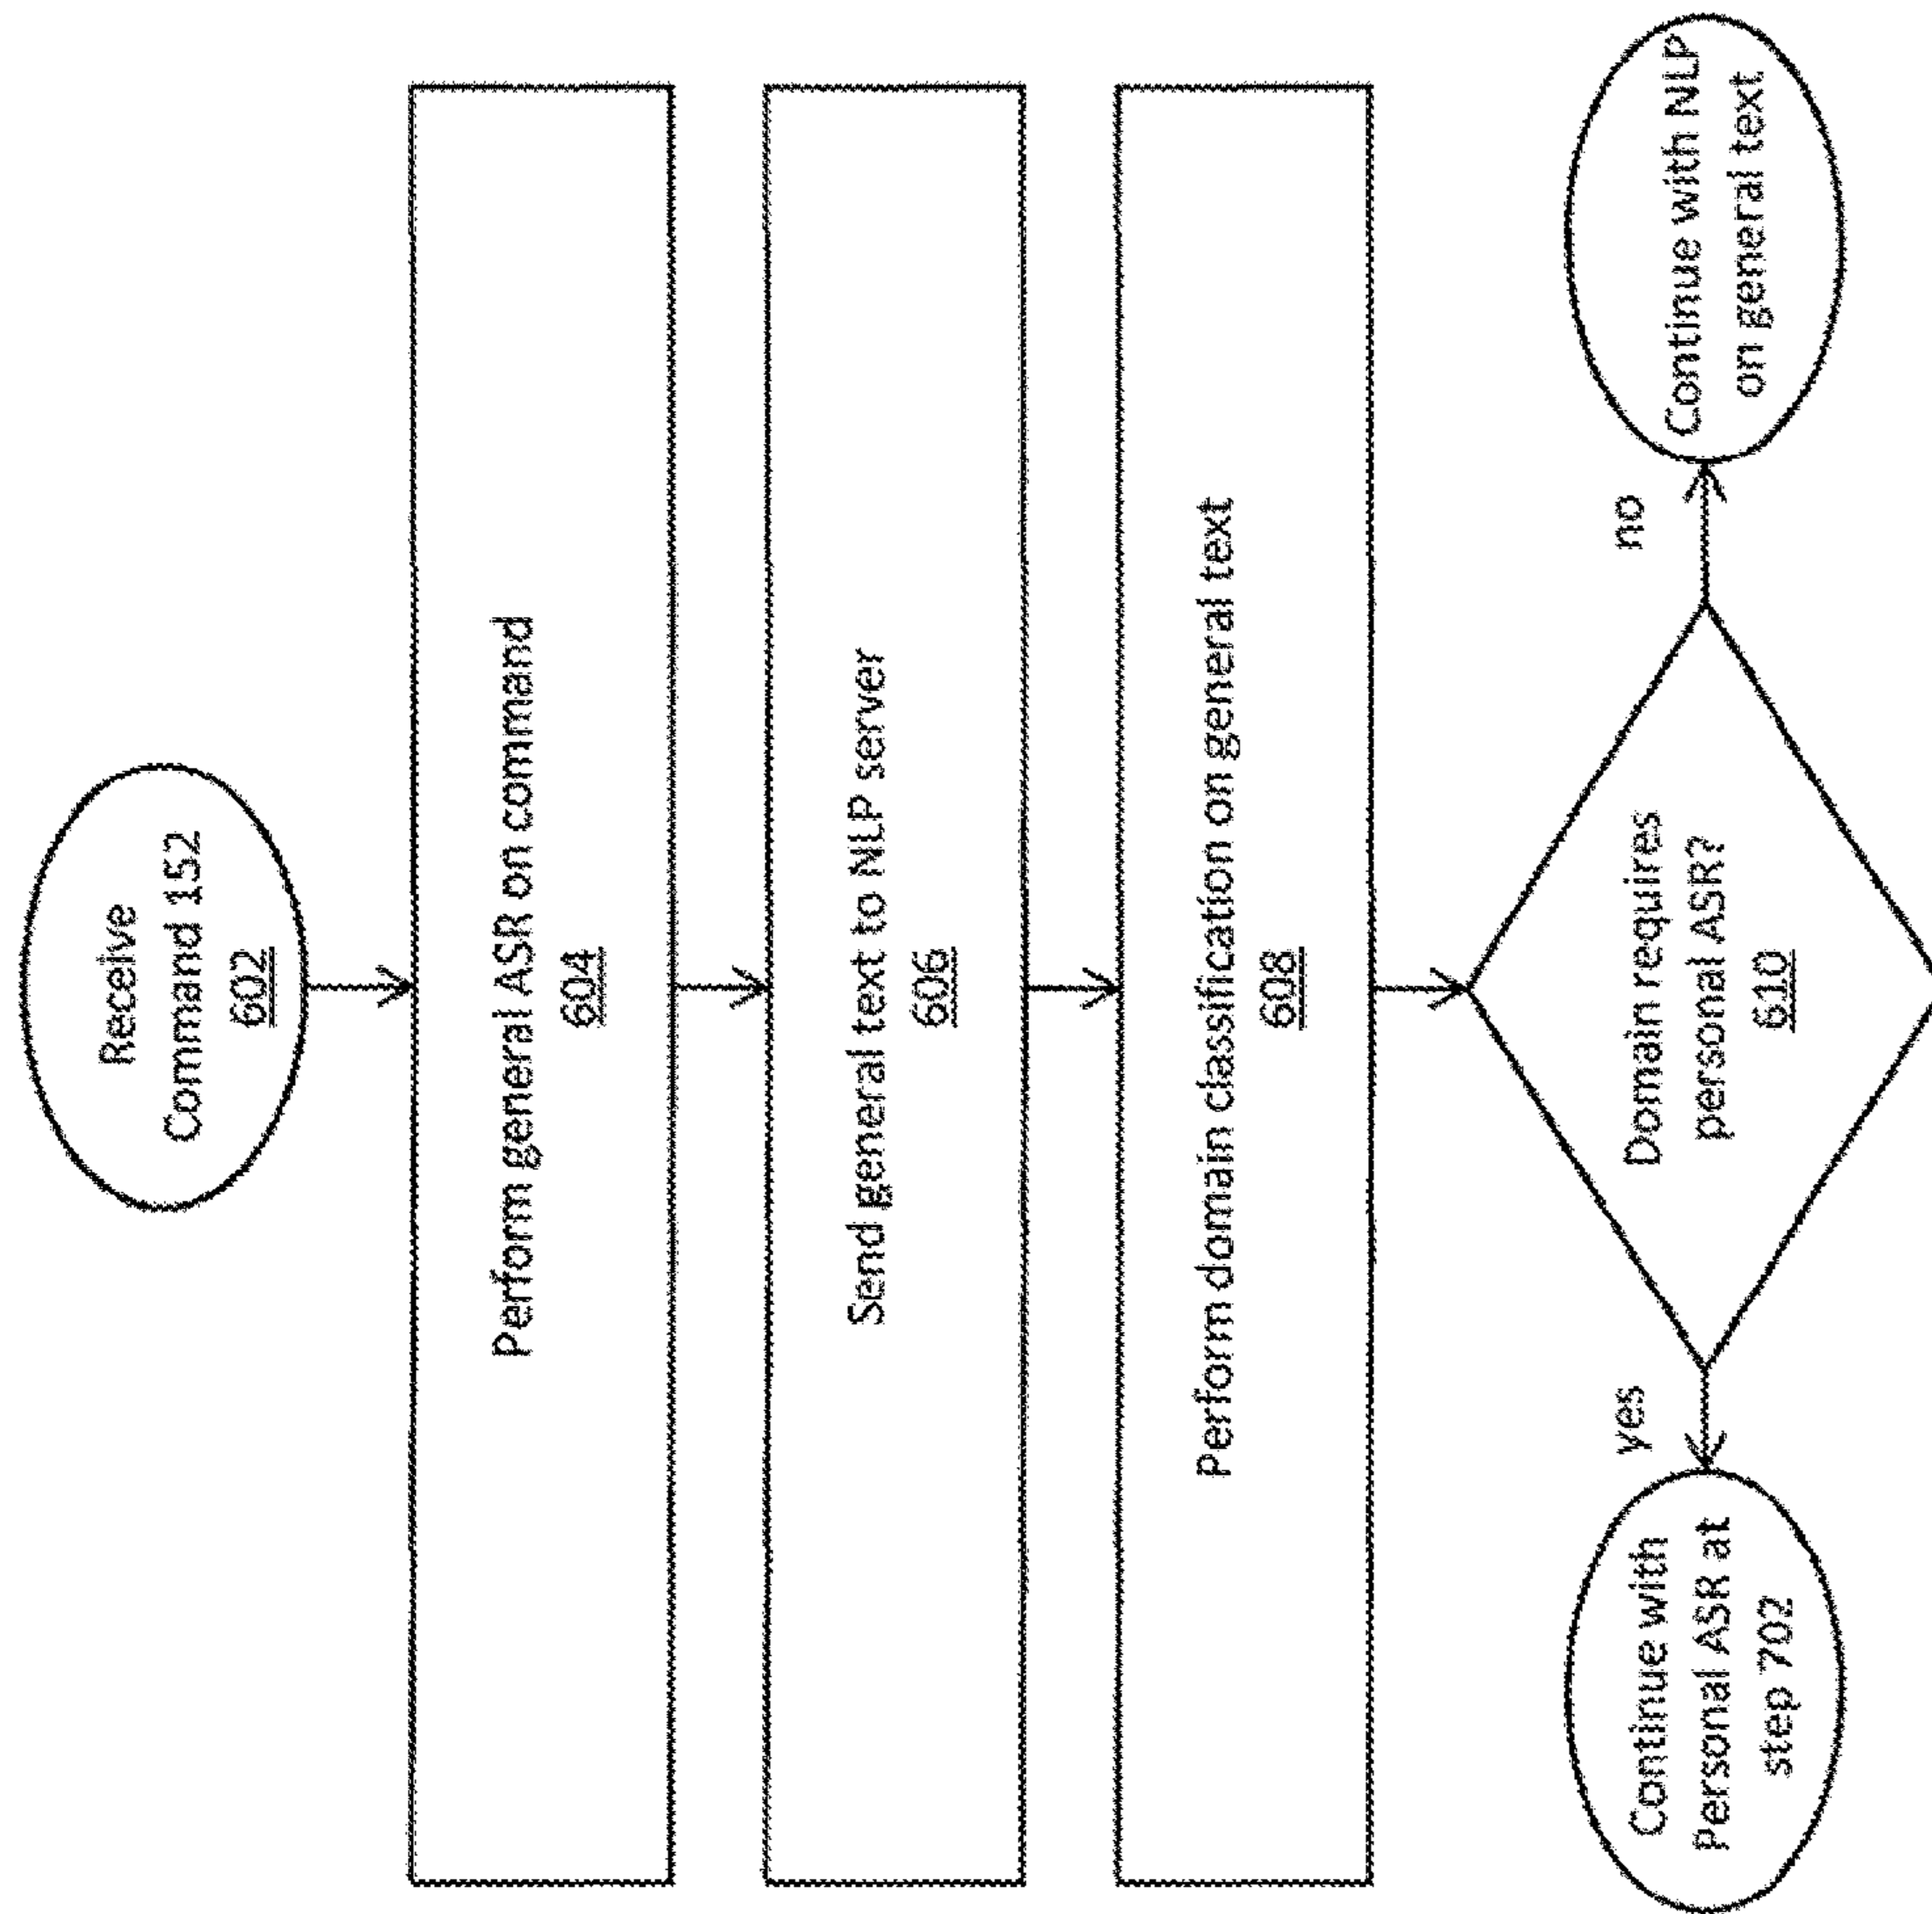 Receive
Command 152
602
Perform general ASR on command
604
Send general text to NLP server
606
Perform domain classification on general text
608
Domain requires
personal ASR?
610
yes
Continue with
Personal ASR at
step 702
no
Continue with NLP
on general text